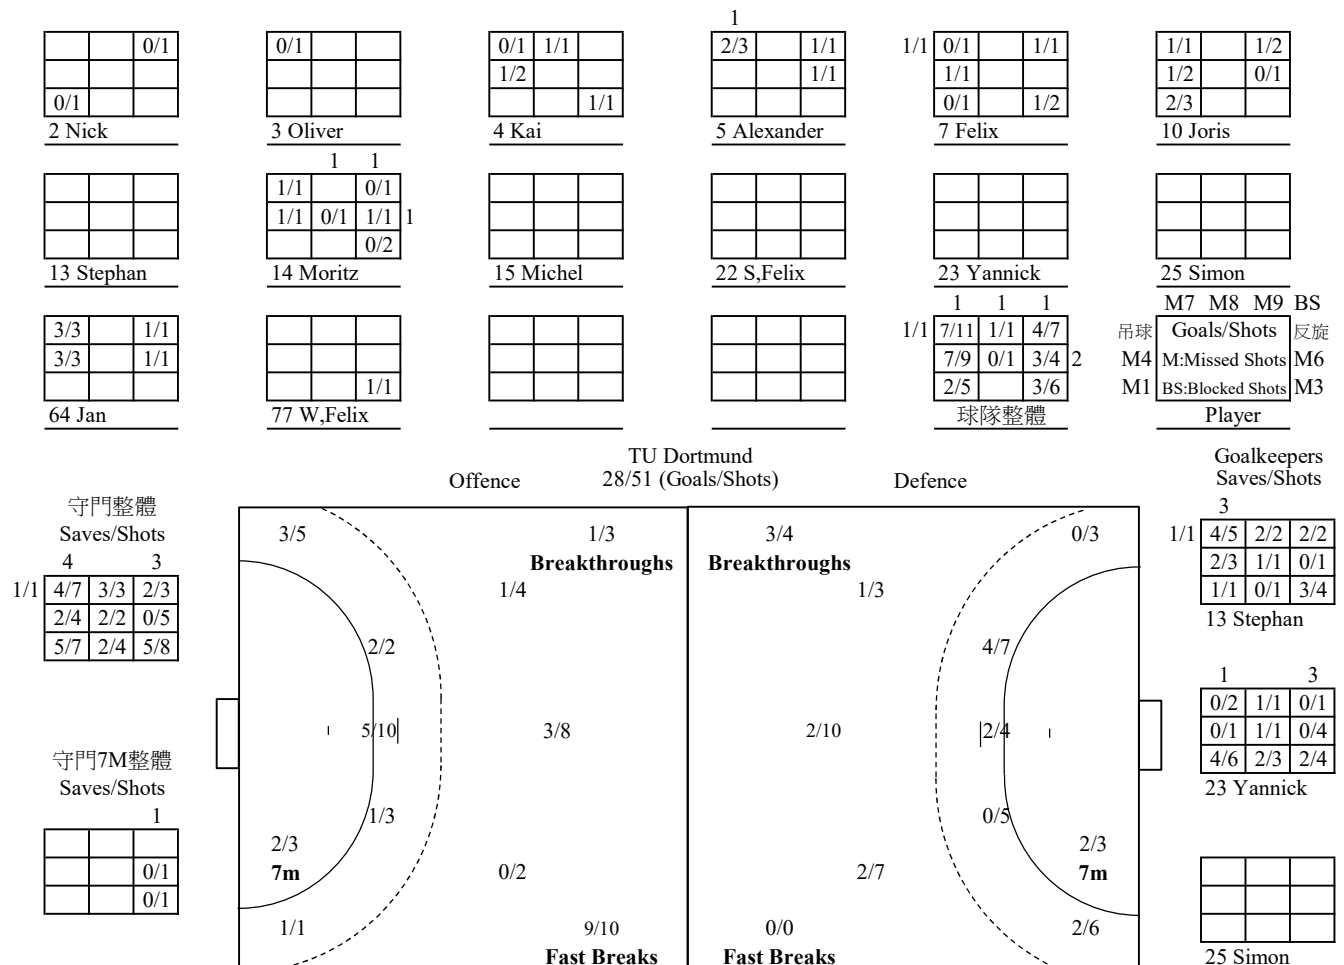 1
0/1 0/1 0/1 1/1 2/3 1/1 1/1 0/1 1/1 1/1 1/2
1/2 1/1 1/1 1/2 0/1
0/1 1/1 0/1 1/2 2/3
2 Nick 3 Oliver 4 Kai 5 Alexander 7 Felix 10 Joris
1 1
1/1 0/1
1/1 0/1 1/1 1
0/2
13 Stephan 14 Moritz 15 Michel 22 S,Felix 23 Yannick 25 Simon
1 1 1 M7 M8 M9 BS
3/3 1/1 1/1 7/11 1/1 4/7 吊球 Goals/Shots 反旋
3/3 1/1 7/9 0/1 3/4 2 M4 M:Missed Shots M6
1/1 2/5 3/6 M1 BS:Blocked Shots M3
64 Jan 77 W,Felix 球隊整體 Player
TU Dortmund
Offence 28/51 (Goals/Shots) Defence
Goalkeepers
Saves/Shots
守門整體
Saves/Shots
4 3
1/1 4/7 3/3 2/3
2/4 2/2 0/5
5/7 2/4 5/8
守門7M整體
Saves/Shots
1
0/1
0/1
3/5 1/3
Breakthroughs
1/4
2/2
5/10 3/8
1/3
2/3
7m 0/2
1/1 9/10
Fast Breaks
3/4 0/3
Breakthroughs
1/3
4/7
2/10 2/4
0/5
2/3
2/7 7m
0/0 2/6
Fast Breaks
3
1/1 4/5 2/2 2/2
2/3 1/1 0/1
1/1 0/1 3/4
13 Stephan
1 3
0/2 1/1 0/1
0/1 1/1 0/4
4/6 2/3 2/4
23 Yannick
25 Simon